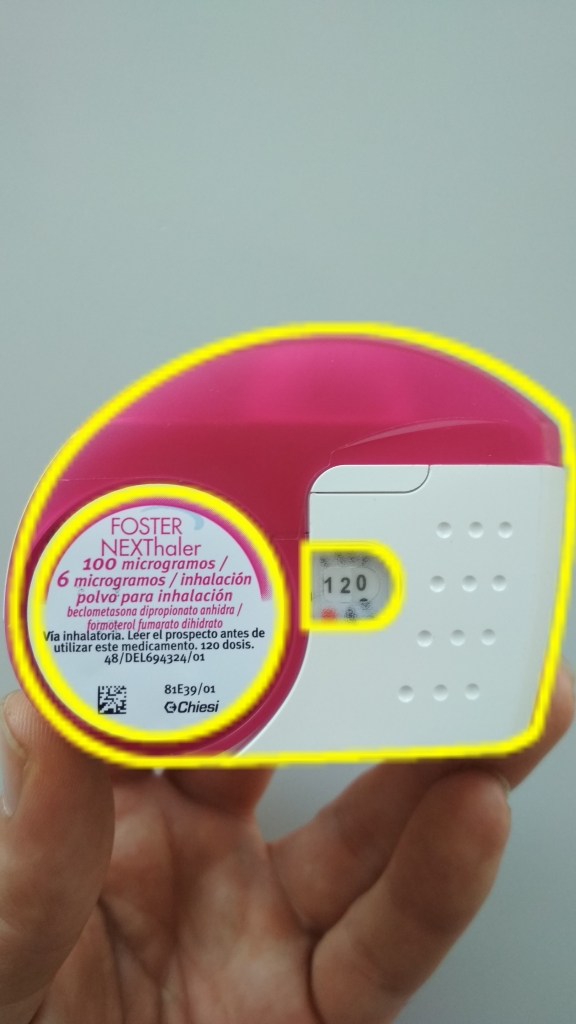 FOSTER
NEXThaler
100 microgramos /
6 microgramos / inhalación
polvo para inhalación
beclometasona dipropionato anhidra /
formoterol fumarato dihidrato
Vía inhalatoria. Leer el prospecto antes de
utilizar este medicamento. 120 dosis.
48/DEL694324/01
81E39/01
Chiesi
120